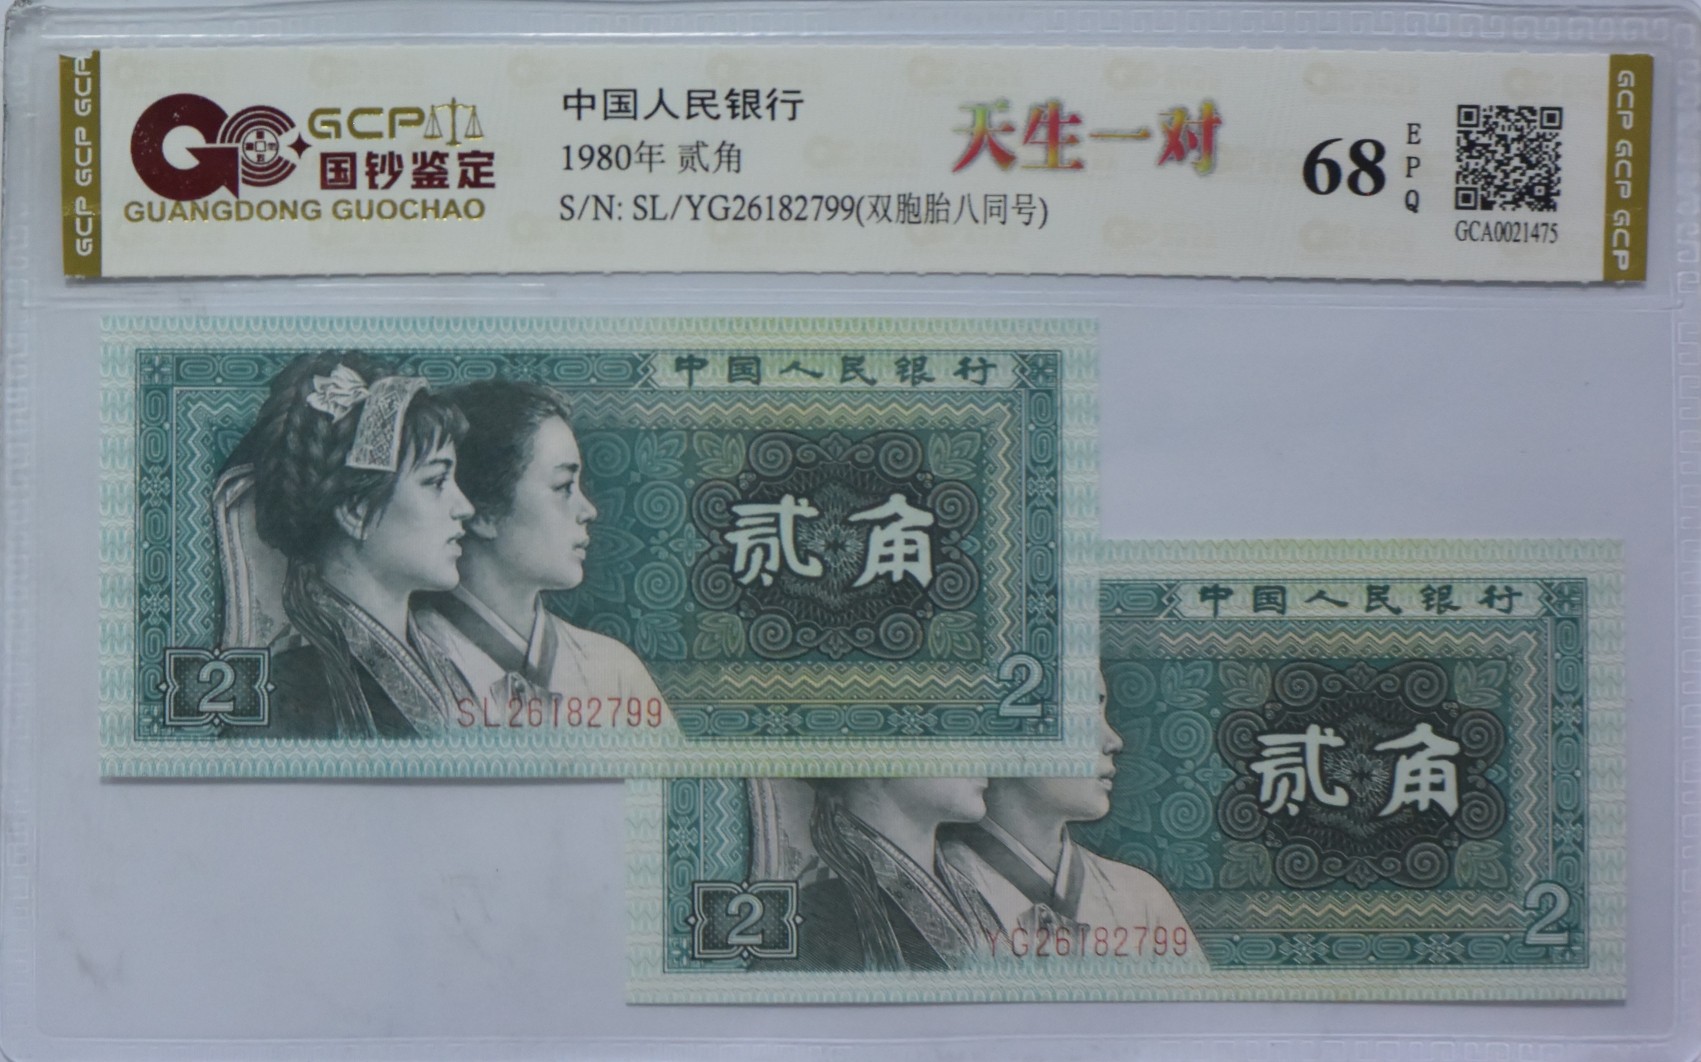 GCP GCP GCP
GCP
国钞鉴定
GUANGDONG GUOCHAO
中国人民银行
1980年 贰角
S/N: SL/YG26182799(双胞胎八同号)
天生一对
68
EPQ
GCA0021475
GCP GCP GCP
中国人民银行
贰角
2
SL26182799
2
中国人民银行
贰角
2
YG26182799
2